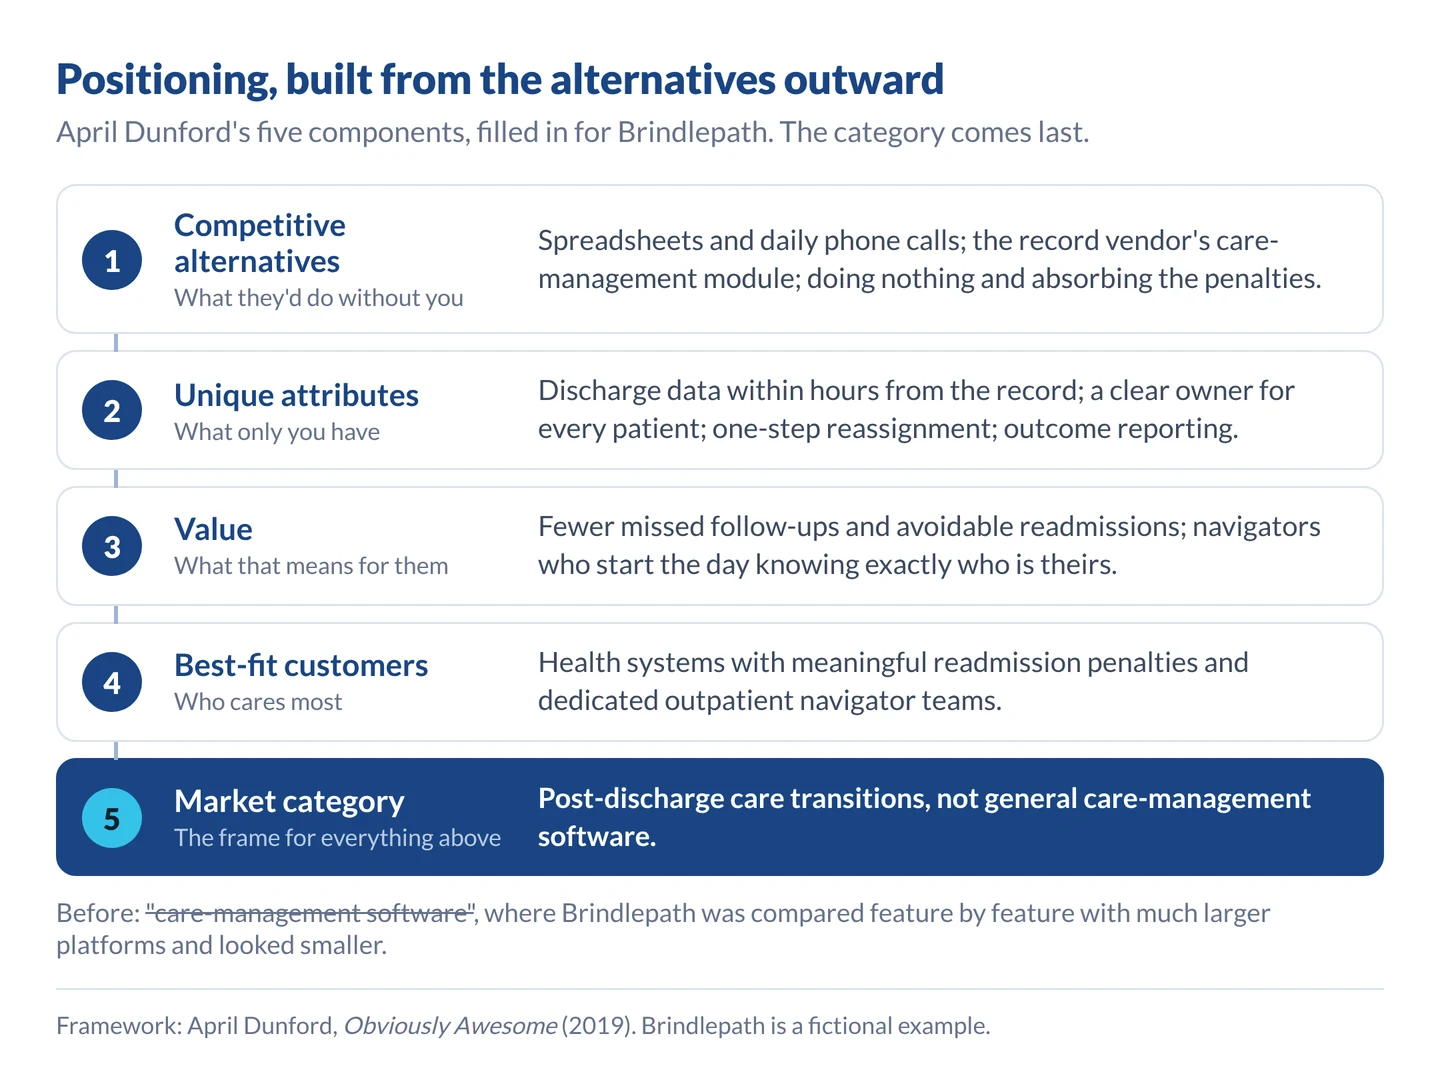 Positioning, built from the alternatives outward
April Dunford's five components, filled in for Brindlepath. The category comes last.
1
Competitive
alternatives
What they'd do without you
Spreadsheets and daily phone calls; the record vendor's care-
management module; doing nothing and absorbing the penalties.
2
Unique attributes
What only you have
Discharge data within hours from the record; a clear owner for
every patient; one-step reassignment; outcome reporting.
3
Value
What that means for them
Fewer missed follow-ups and avoidable readmissions; navigators
who start the day knowing exactly who is theirs.
4
Best-fit customers
Who cares most
Health systems with meaningful readmission penalties and
dedicated outpatient navigator teams.
5
Market category
The frame for everything above
Post-discharge care transitions, not general care-management
software.
Before: "care-management software", where Brindlepath was compared feature by feature with much larger
platforms and looked smaller.
Framework: April Dunford, Obviously Awesome (2019). Brindlepath is a fictional example.